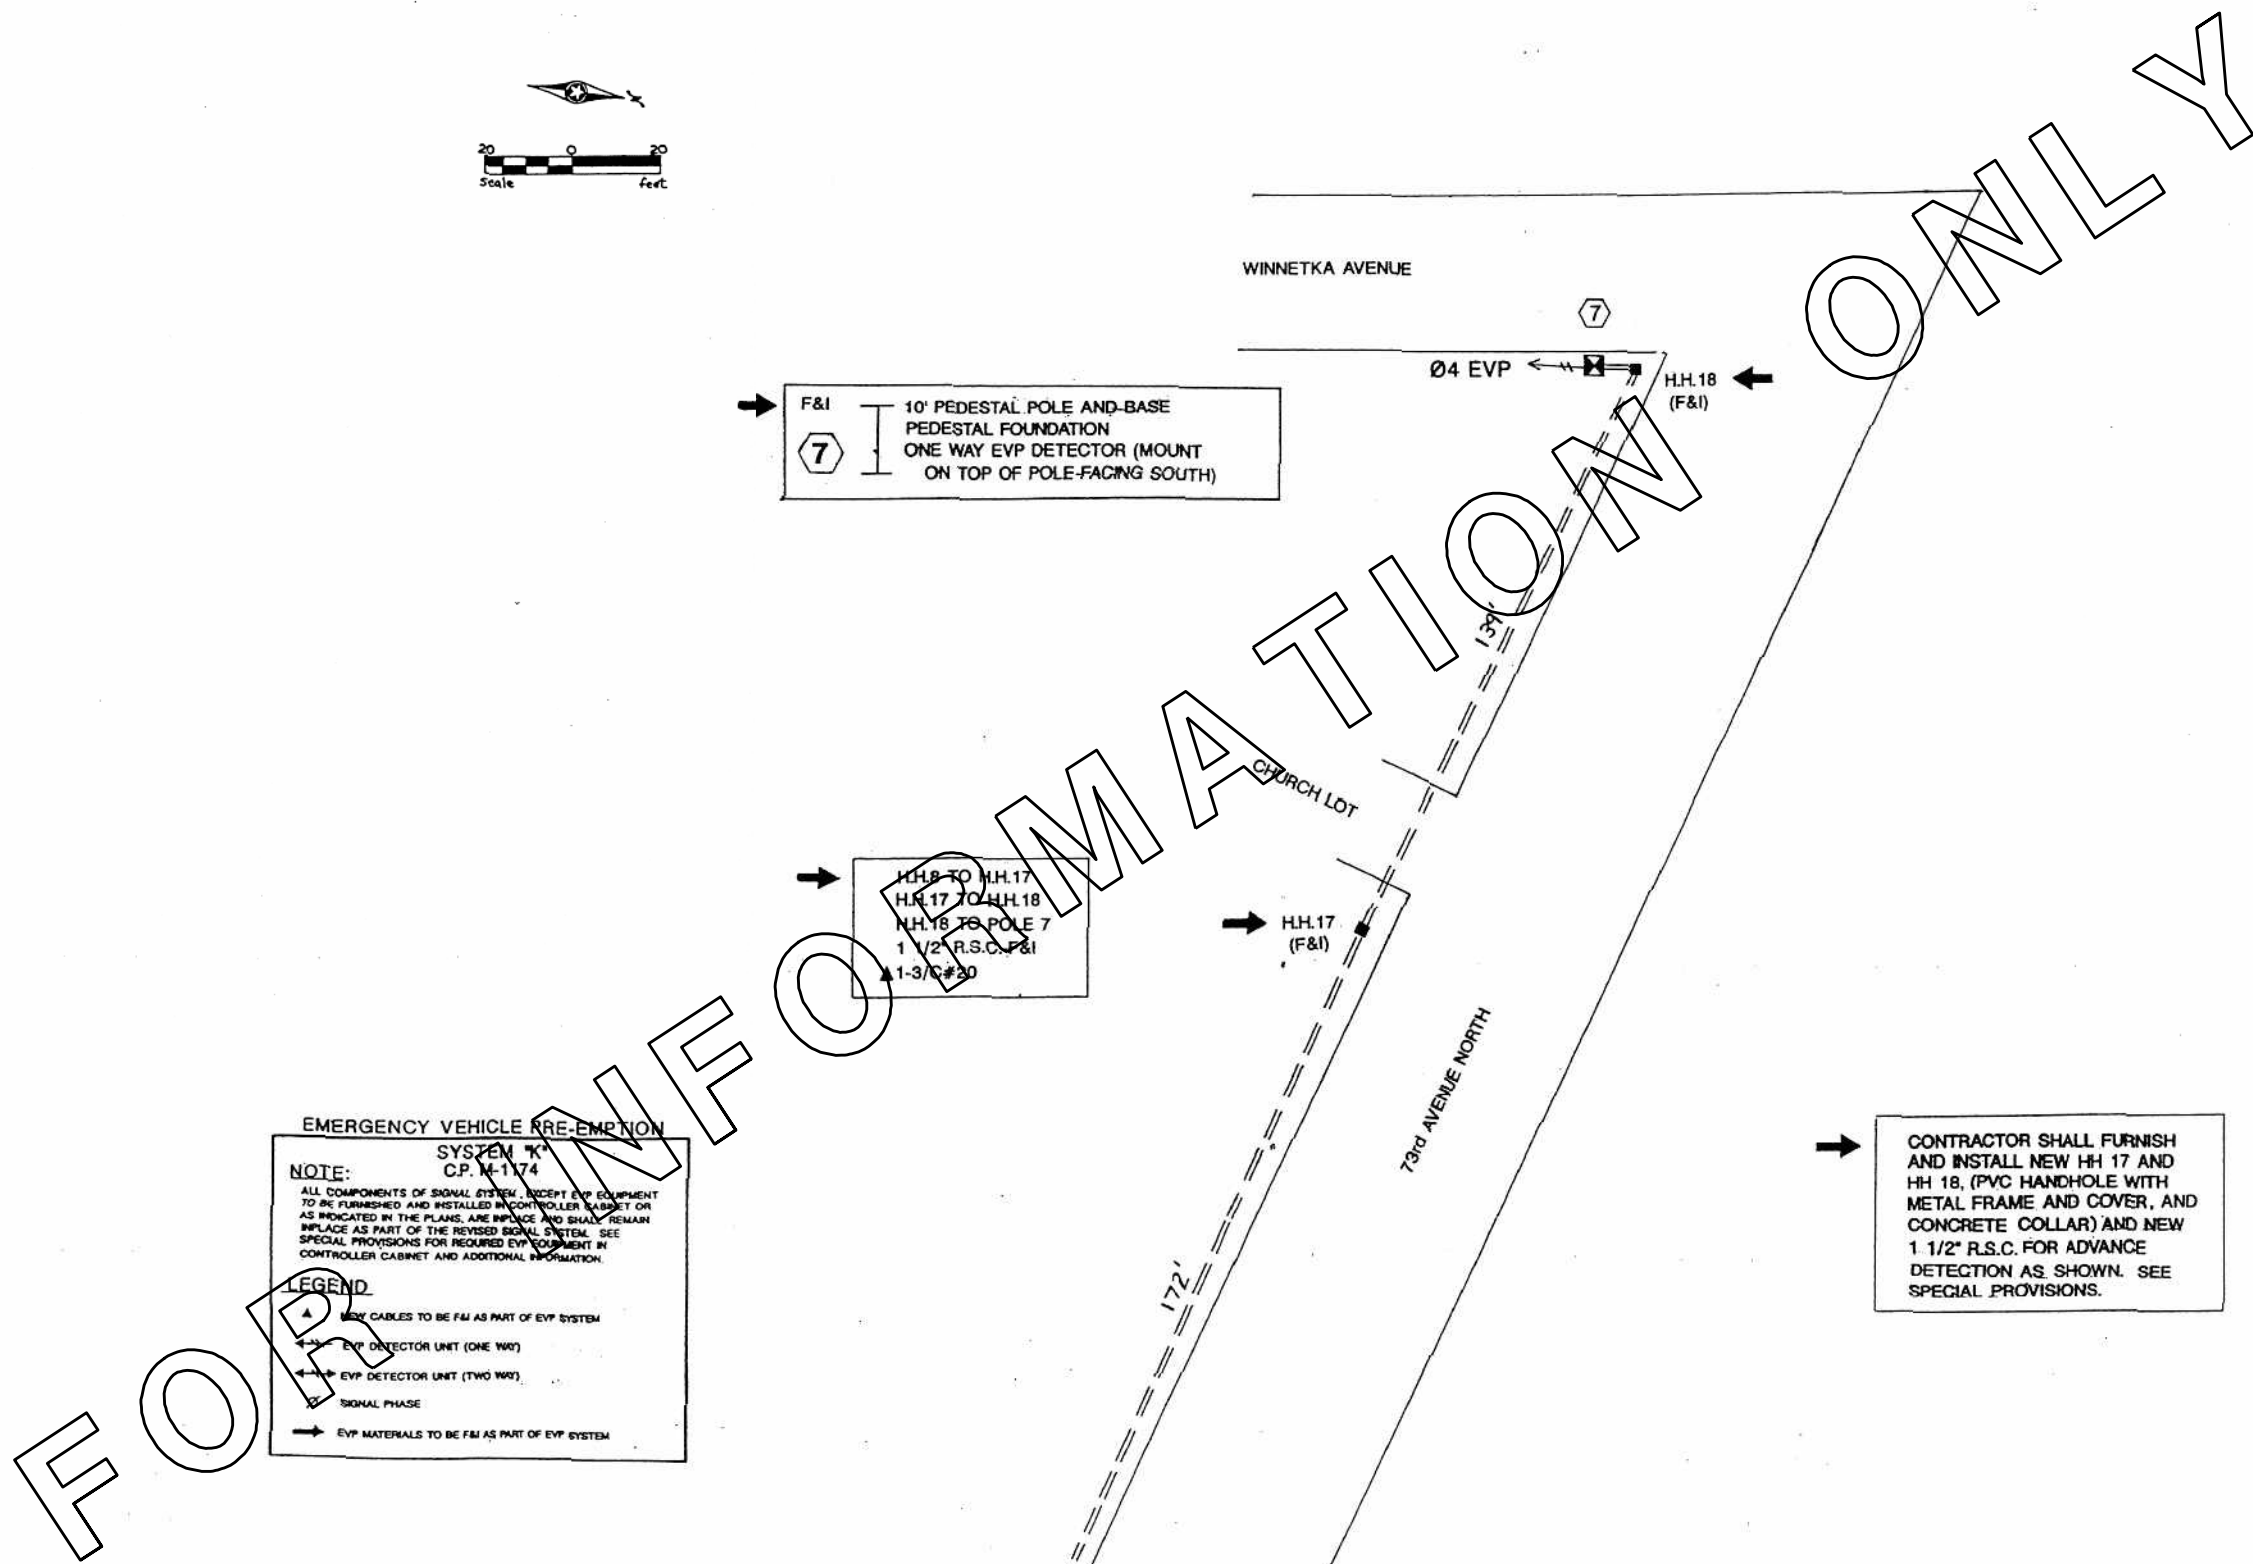 20 0 20
scale feet
WINNETKA AVENUE
7
Ø4 EVP
H.H.18
(F&I)
F&I
7
10' PEDESTAL POLE AND BASE
PEDESTAL FOUNDATION
ONE WAY EVP DETECTOR (MOUNT
ON TOP OF POLE-FACING SOUTH)
139'
CHURCH LOT
H.H.8 TO H.H.17
H.H.17 TO H.H.18
H.H.18 TO POLE 7
1 1/2" R.S.C. F&I
▲1-3/C#20
H.H.17
(F&I)
73rd AVENUE NORTH
172'
EMERGENCY VEHICLE PRE-EMPTION
SYSTEM "K"
C.P. M-1174
NOTE:
ALL COMPONENTS OF SIGNAL SYSTEM, EXCEPT EVP EQUIPMENT
TO BE FURNISHED AND INSTALLED IN CONTROLLER CABINET OR
AS INDICATED IN THE PLANS, ARE INPLACE AND SHALL REMAIN
INPLACE AS PART OF THE REVISED SIGNAL SYSTEM. SEE
SPECIAL PROVISIONS FOR REQUIRED EVP EQUIPMENT IN
CONTROLLER CABINET AND ADDITIONAL INFORMATION.
LEGEND
▲ NEW CABLES TO BE F&I AS PART OF EVP SYSTEM
EVP DETECTOR UNIT (ONE WAY)
EVP DETECTOR UNIT (TWO WAY)
Ø SIGNAL PHASE
EVP MATERIALS TO BE F&I AS PART OF EVP SYSTEM
CONTRACTOR SHALL FURNISH
AND INSTALL NEW HH 17 AND
HH 18, (PVC HANDHOLE WITH
METAL FRAME AND COVER, AND
CONCRETE COLLAR) AND NEW
1 1/2" R.S.C. FOR ADVANCE
DETECTION AS SHOWN. SEE
SPECIAL PROVISIONS.
FOR INFORMATION ONLY